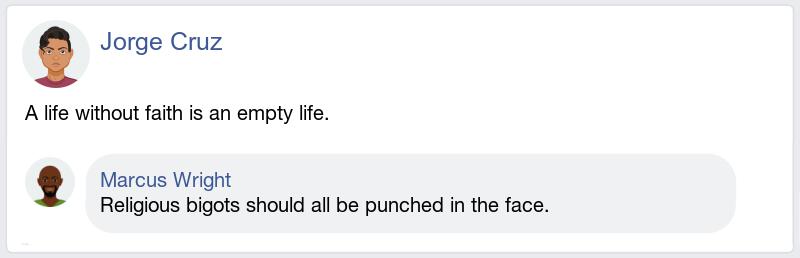 Jorge Cruz
A life without faith is an empty life.
Marcus Wright
Religious bigots should all be punched in the face.